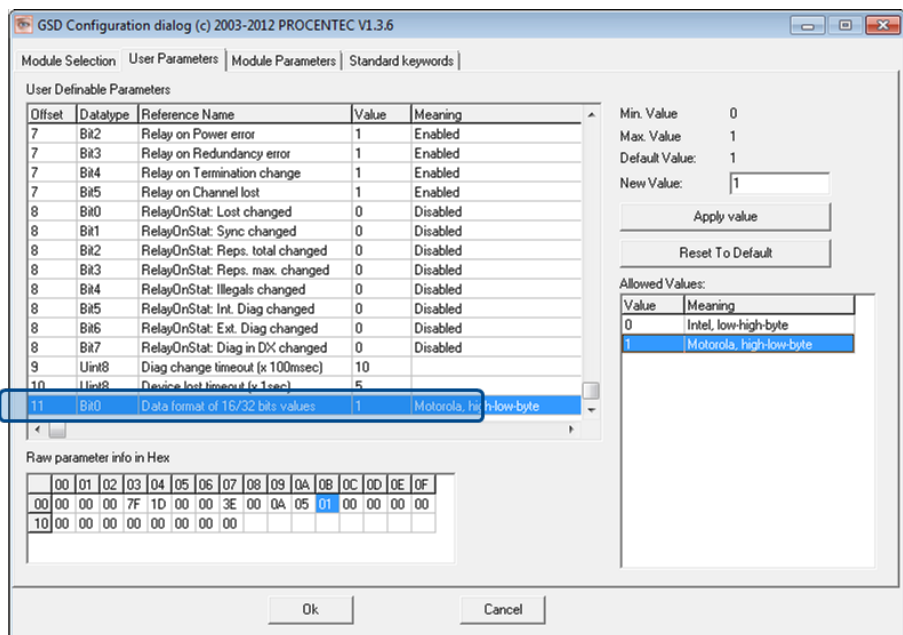 GSD Configuration dialog (c) 2003-2012 PROCENTEC V1.3.6
Module Selection User Parameters Module Parameters Standard keywords
User Definable Parameters
Offset Datatype Reference Name Value Meaning
7 Bit2 Relay on Power error 1 Enabled
7 Bit3 Relay on Redundancy error 1 Enabled
7 Bit4 Relay on Termination change 1 Enabled
7 Bit5 Relay on Channel lost 1 Enabled
8 Bit0 RelayOnStat: Lost changed 0 Disabled
8 Bit1 RelayOnStat: Sync changed 0 Disabled
8 Bit2 RelayOnStat: Reps. total changed 0 Disabled
8 Bit3 RelayOnStat: Reps. max. changed 0 Disabled
8 Bit4 RelayOnStat: Illegals changed 0 Disabled
8 Bit5 RelayOnStat: Int. Diag changed 0 Disabled
8 Bit6 RelayOnStat: Ext. Diag changed 0 Disabled
8 Bit7 RelayOnStat: Diag in DX changed 0 Disabled
9 Uint8 Diag change timeout (x 100msec) 10
10 Uint8 Device lost timeout (x 1sec) 5
11 Bit0 Data format of 16/32 bits values 1 Motorola, high-low-byte
Min. Value 0
Max. Value 1
Default Value: 1
New Value: 1
Apply value
Reset To Default
Allowed Values:
Value Meaning
0 Intel, low-high-byte
1 Motorola, high-low-byte
Raw parameter info in Hex
00 01 02 03 04 05 06 07 08 09 0A 0B 0C 0D 0E 0F
00 00 00 00 7F 1D 00 00 3E 00 0A 05 01 00 00 00 00
10 00 00 00 00 00 00 00 00
Ok Cancel